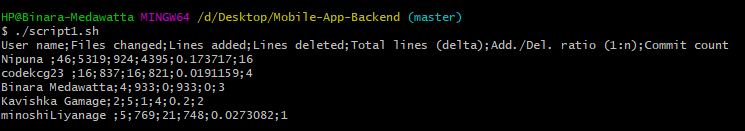 HP@Binara-Medawatta MINGW64 /d/Desktop/Mobile-App-Backend (master)
$ ./script1.sh
User name;Files changed;Lines added;Lines deleted;Total lines (delta);Add./Del. ratio (1:n);Commit count
Nipuna ;46;5319;924;4395;0.173717;16
codekcg23 ;16;837;16;821;0.0191159;4
Binara Medawatta;4;933;0;933;0;3
Kavishka Gamage;2;5;1;4;0.2;2
minoshiLiyanage ;5;769;21;748;0.0273082;1